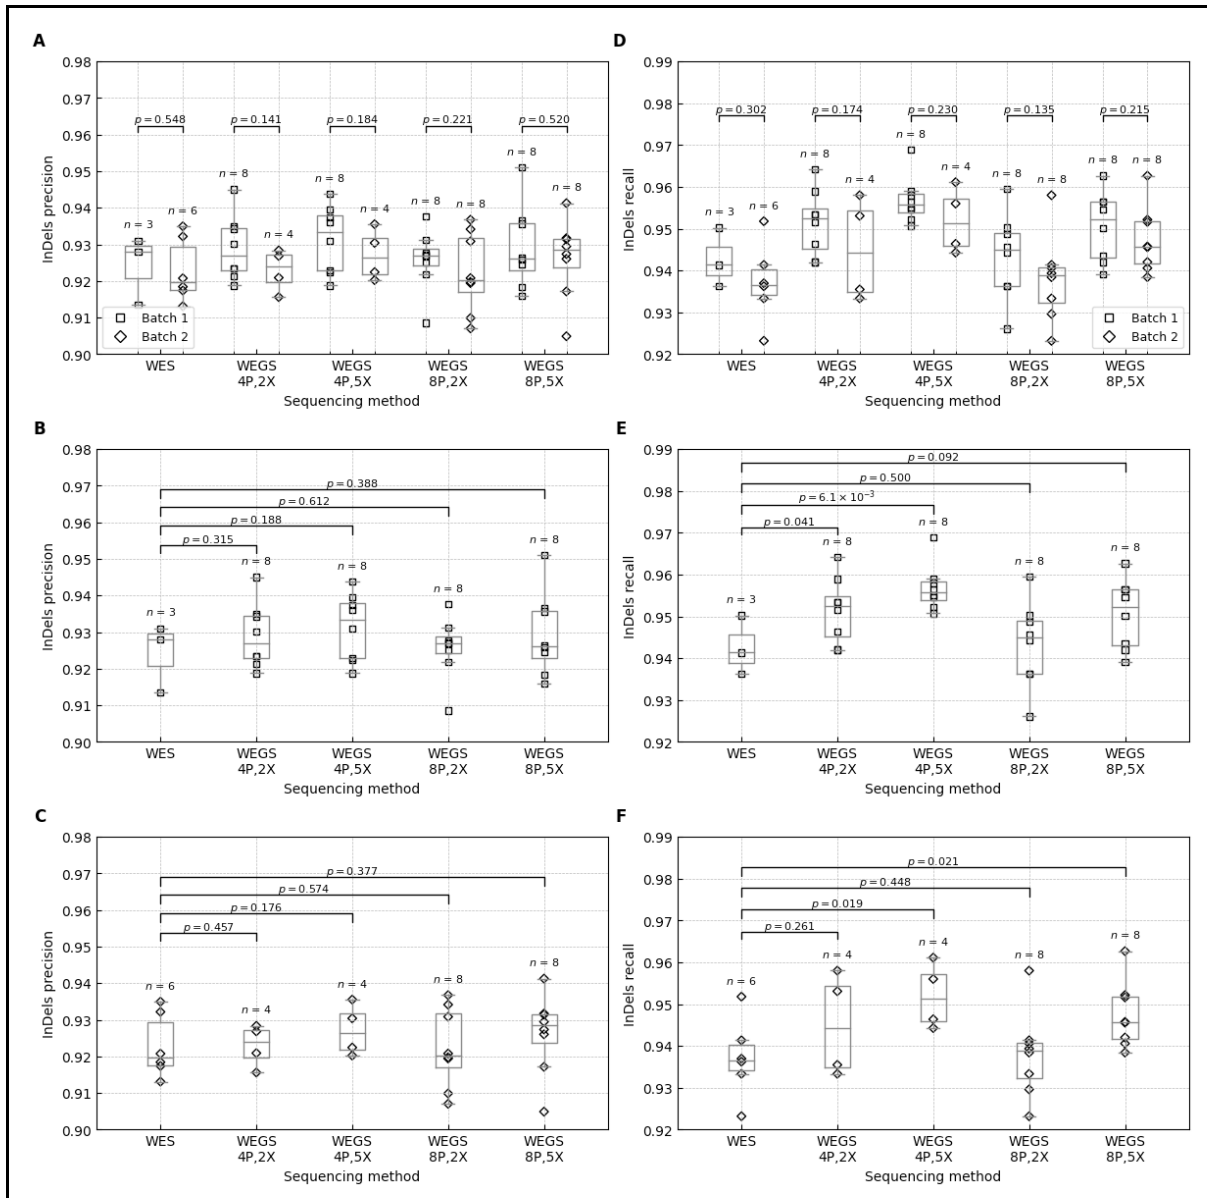 A
InDels precision
0.98
0.97
0.96
0.95
0.94
0.93
0.92
0.91
0.90
p = 0.548
p = 0.141
p = 0.184
p = 0.221
p = 0.520
n = 3
n = 6
n = 8
n = 4
n = 8
n = 4
n = 8
n = 8
n = 8
n = 8
Batch 1
Batch 2
WES
WEGS
4P,2X
WEGS
4P,5X
WEGS
8P,2X
WEGS
8P,5X
Sequencing method
D
InDels recall
0.99
0.98
0.97
0.96
0.95
0.94
0.93
0.92
p = 0.302
p = 0.174
p = 0.230
p = 0.135
p = 0.215
n = 3
n = 6
n = 8
n = 4
n = 8
n = 4
n = 8
n = 8
n = 8
n = 8
Batch 1
Batch 2
WES
WEGS
4P,2X
WEGS
4P,5X
WEGS
8P,2X
WEGS
8P,5X
Sequencing method
B
InDels precision
0.98
0.97
0.96
0.95
0.94
0.93
0.92
0.91
0.90
p = 0.388
p = 0.612
p = 0.188
p = 0.315
n = 3
n = 8
n = 8
n = 8
n = 8
WES
WEGS
4P,2X
WEGS
4P,5X
WEGS
8P,2X
WEGS
8P,5X
Sequencing method
E
InDels recall
0.99
0.98
0.97
0.96
0.95
0.94
0.93
0.92
p = 0.092
p = 0.500
p = 6.1 × 10⁻³
p = 0.041
n = 3
n = 8
n = 8
n = 8
n = 8
WES
WEGS
4P,2X
WEGS
4P,5X
WEGS
8P,2X
WEGS
8P,5X
Sequencing method
C
InDels precision
0.98
0.97
0.96
0.95
0.94
0.93
0.92
0.91
0.90
p = 0.377
p = 0.574
p = 0.176
p = 0.457
n = 6
n = 4
n = 4
n = 8
n = 8
WES
WEGS
4P,2X
WEGS
4P,5X
WEGS
8P,2X
WEGS
8P,5X
Sequencing method
F
InDels recall
0.99
0.98
0.97
0.96
0.95
0.94
0.93
0.92
p = 0.021
p = 0.448
p = 0.019
p = 0.261
n = 6
n = 4
n = 4
n = 8
n = 8
WES
WEGS
4P,2X
WEGS
4P,5X
WEGS
8P,2X
WEGS
8P,5X
Sequencing method